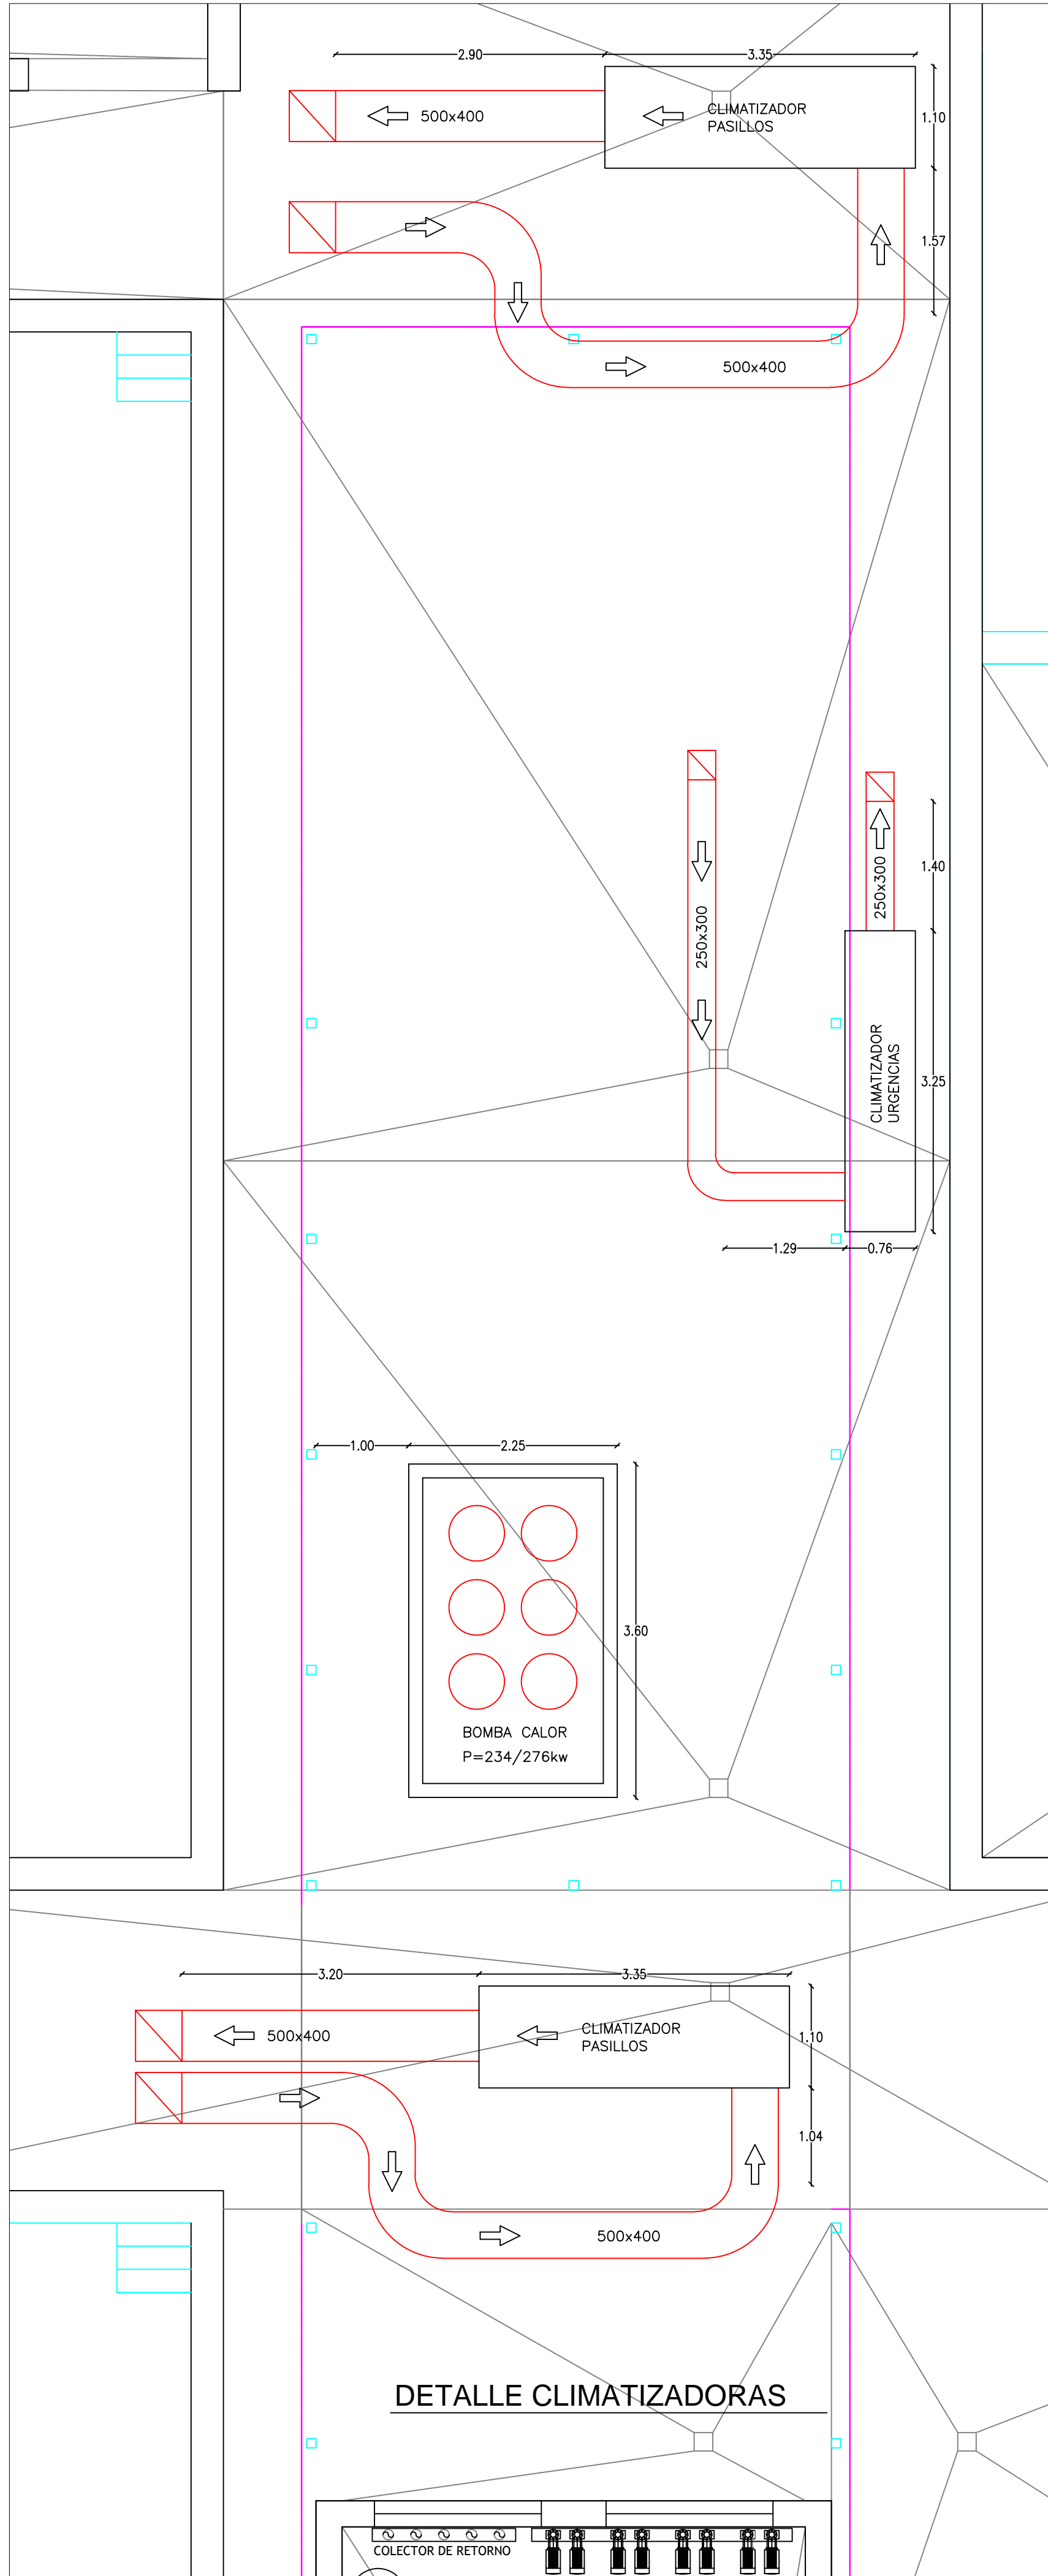 2.90
3.35
500x400
CLIMATIZADOR
PASILLOS
1.10
1.57
500x400
250x300
250x300
1.40
CLIMATIZADOR
URGENCIAS
3.25
1.29
0.76
1.00
2.25
3.60
BOMBA CALOR
P=234/276kw
3.20
3.35
500x400
CLIMATIZADOR
PASILLOS
1.10
1.04
500x400
DETALLE CLIMATIZADORAS
COLECTOR DE RETORNO